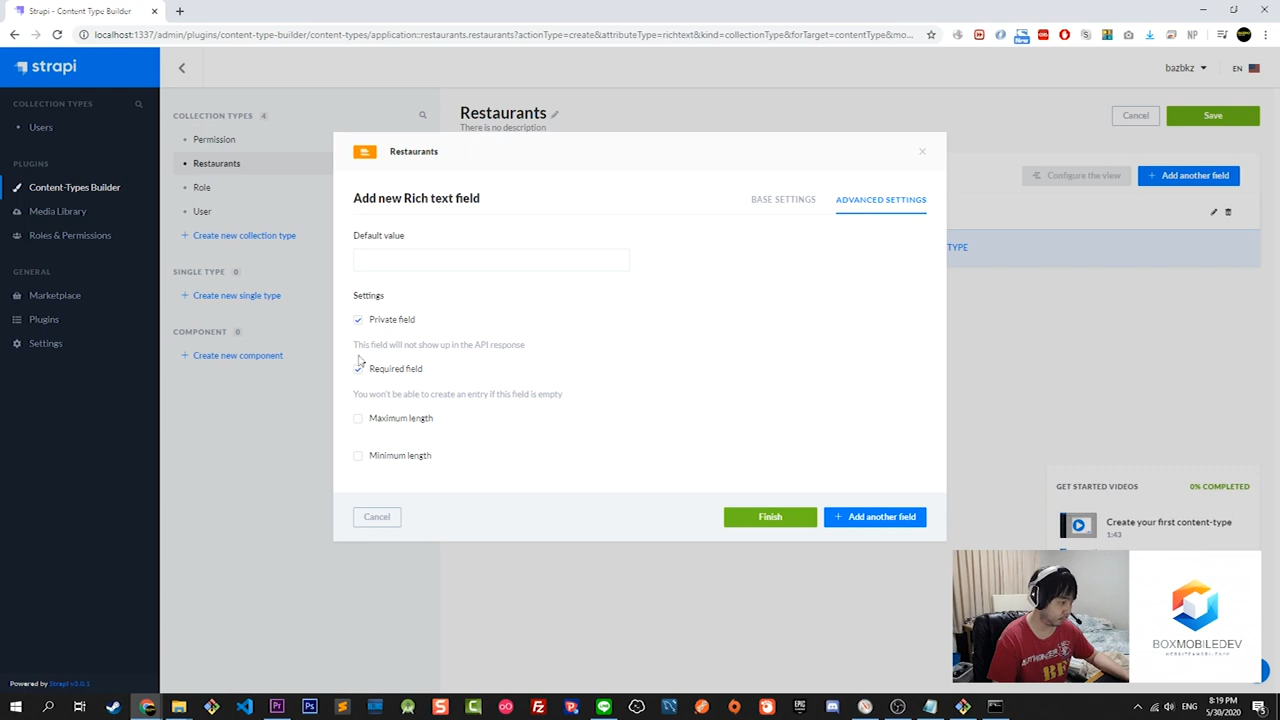 Strapi - Content Type Builder
localhost:1337/admin/plugins/content-type-builder/content-types/application::restaurants.restaurants?actionType=create&attributeType=richtext&kind=collectionType&forTarget=contentType&mo...
strapi
bazbkz
EN
COLLECTION TYPES
Users
PLUGINS
Content-Types Builder
Media Library
Roles & Permissions
GENERAL
Marketplace
Plugins
Settings
Powered by Strapi v3.0.1
COLLECTION TYPES 4
Permission
Restaurants
Role
User
+ Create new collection type
SINGLE TYPE 0
+ Create new single type
COMPONENT 0
+ Create new component
Restaurants
There is no description
Cancel
Save
Configure the view
+ Add another field
TYPE
Restaurants
Add new Rich text field
BASE SETTINGS
ADVANCED SETTINGS
Default value
Settings
Private field
This field will not show up in the API response
Required field
You won't be able to create an entry if this field is empty
Maximum length
Minimum length
Cancel
Finish
+ Add another field
GET STARTED VIDEOS
0% COMPLETED
Create your first content-type
1:43
BOXMOBILEDEV
8:19 PM
5/30/2020